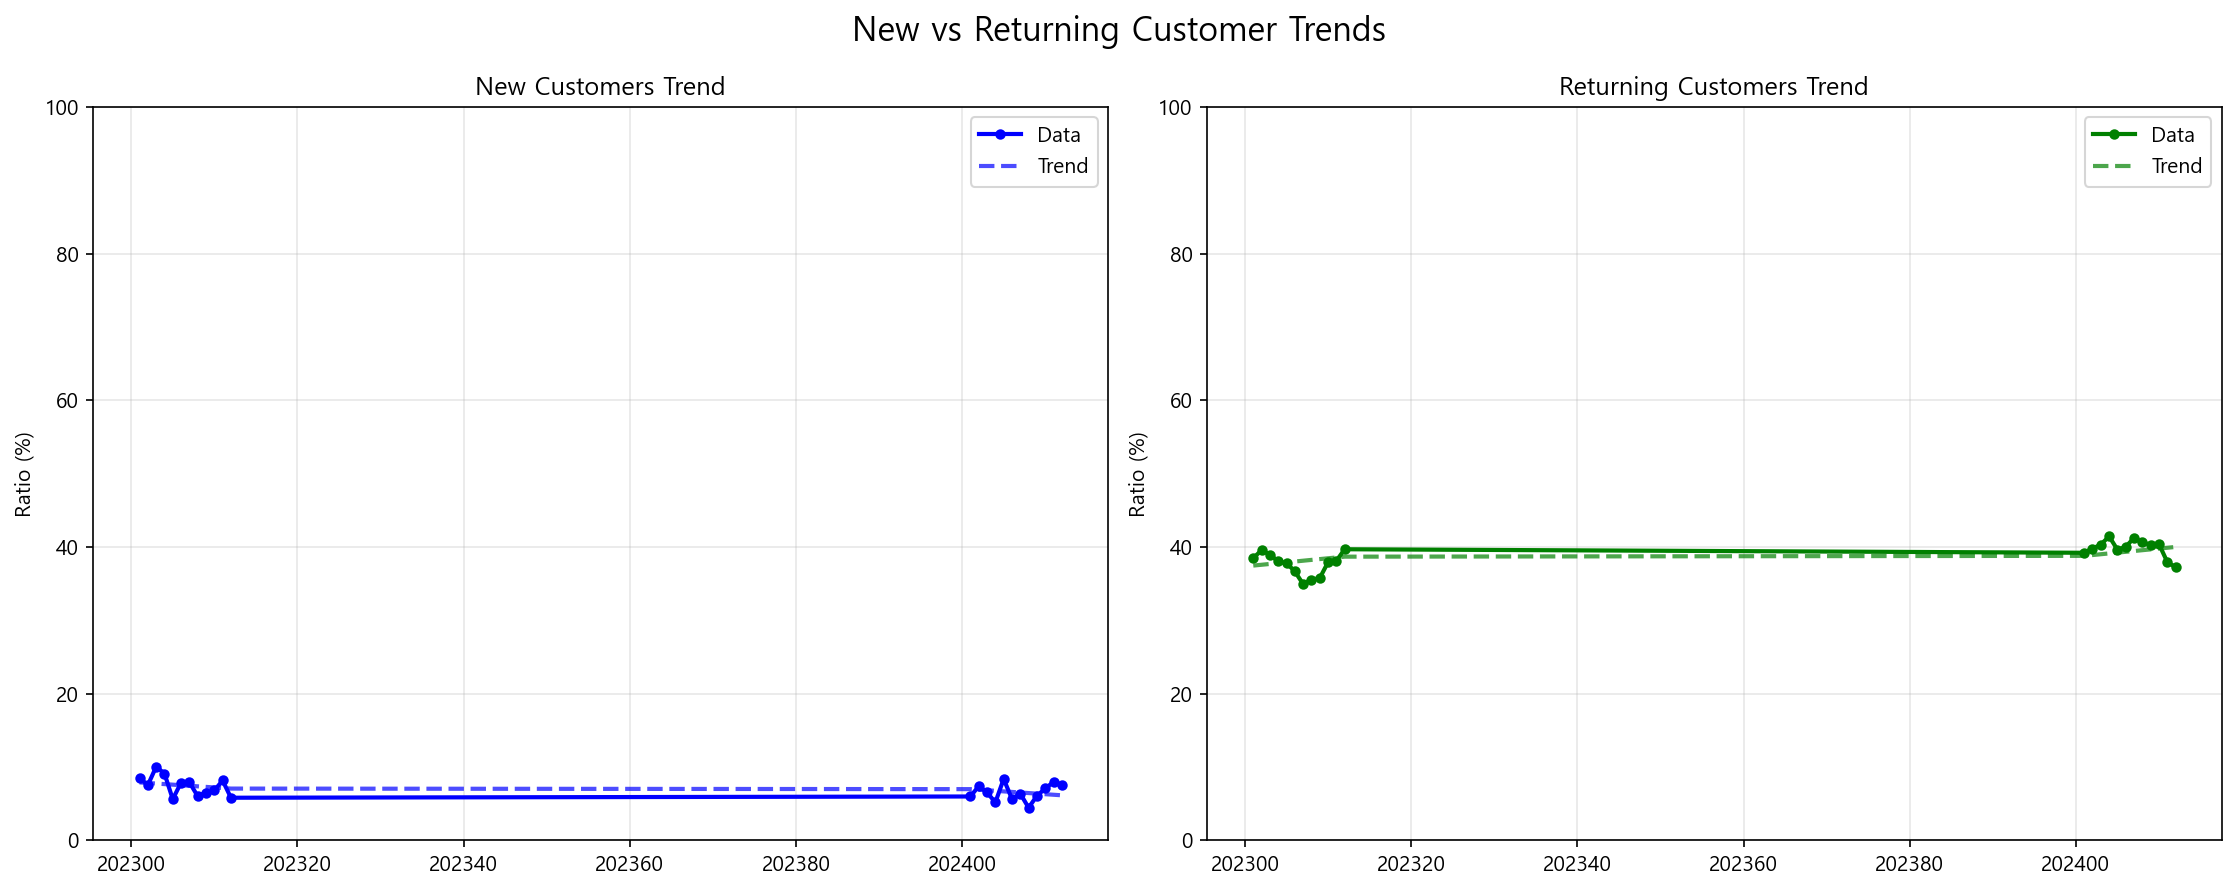 New vs Returning Customer Trends
New Customers Trend
100
80
60
40
20
0
Ratio (%)
202300 202320 202340 202360 202380 202400
Data
Trend
Returning Customers Trend
100
80
60
40
20
0
Ratio (%)
202300 202320 202340 202360 202380 202400
Data
Trend